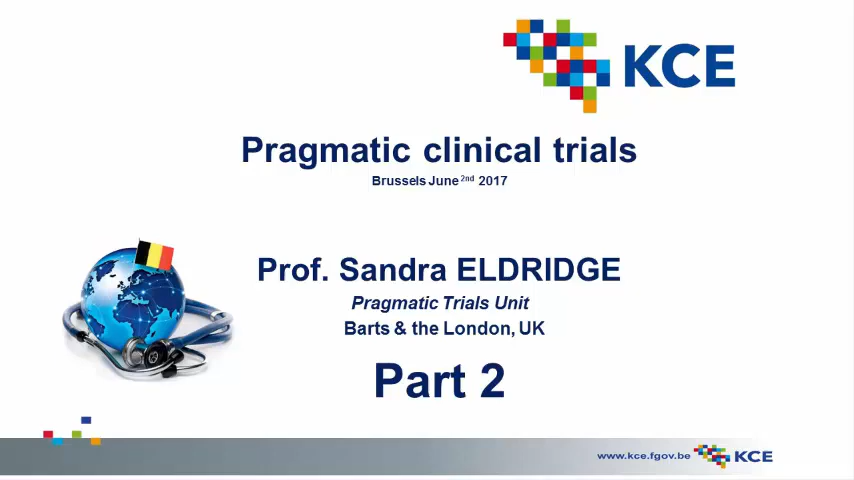 KCE
Pragmatic clinical trials
Brussels June 2nd 2017
Prof. Sandra ELDRIDGE
Pragmatic Trials Unit
Barts & the London, UK
Part 2
www.kce.fgov.be KCE